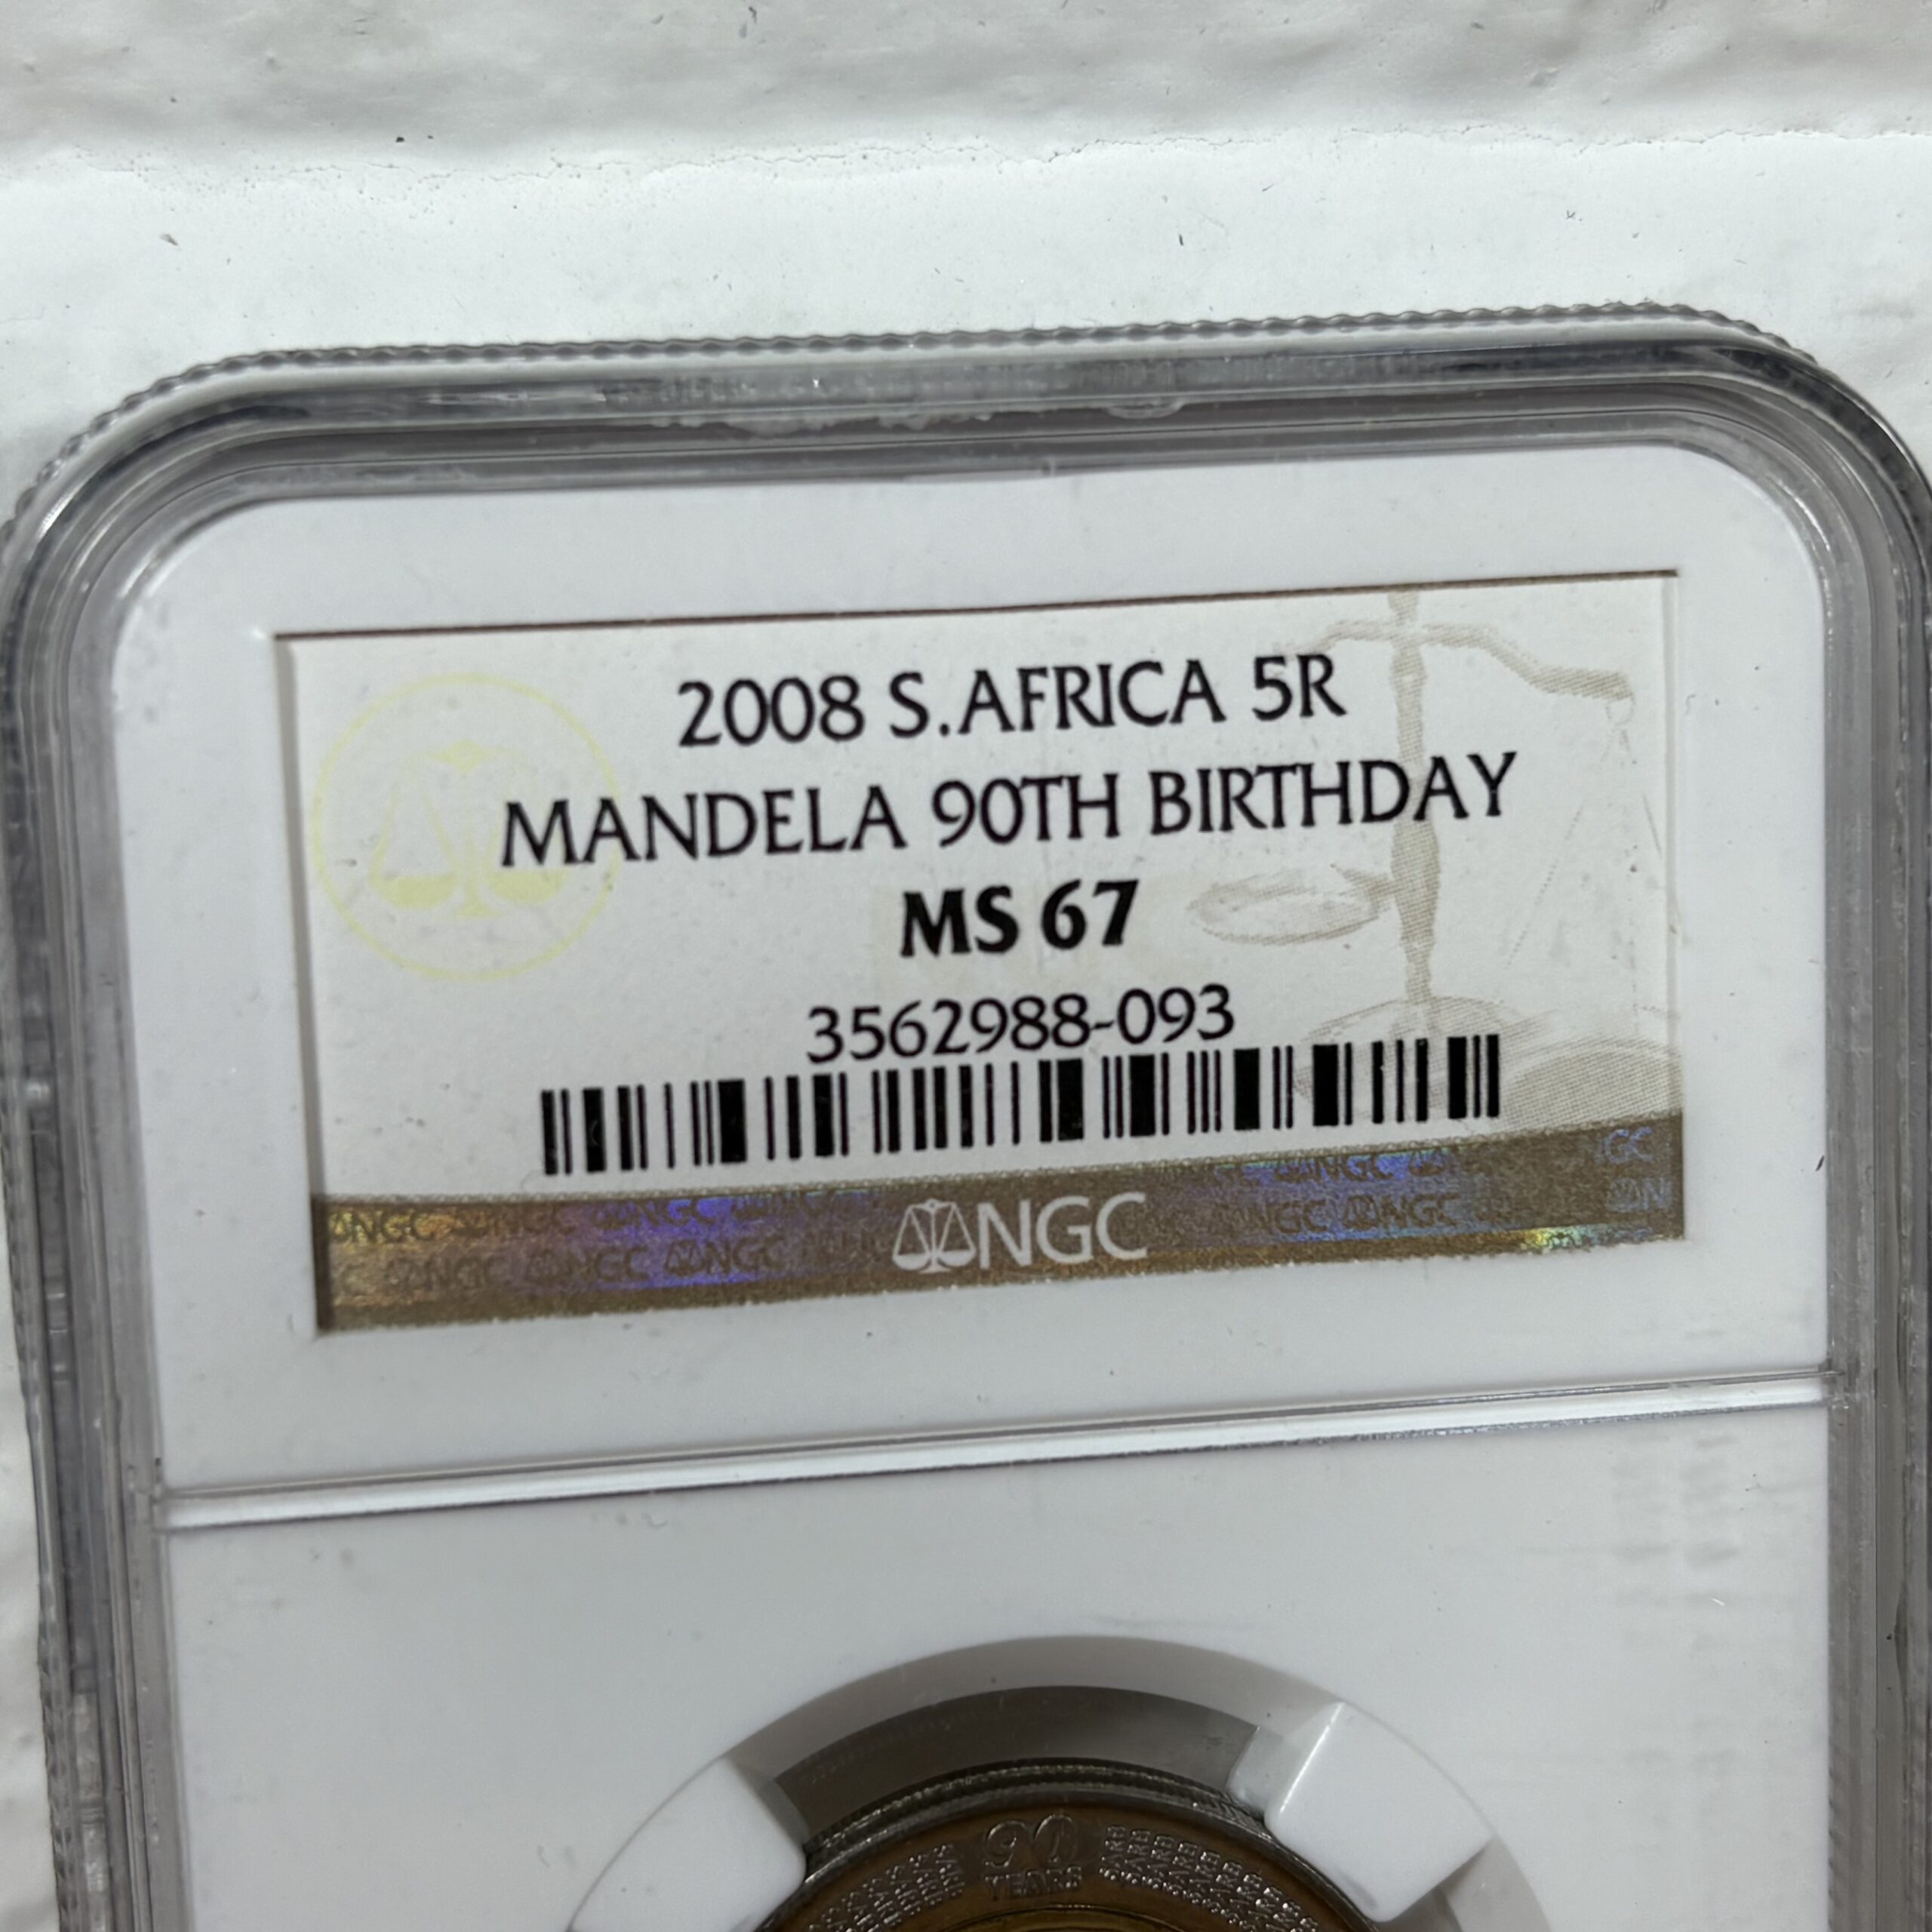 2008 S.AFRICA 5R
MANDELA 90TH BIRTHDAY
MS 67
3562988-093
NGC
90
YEARS